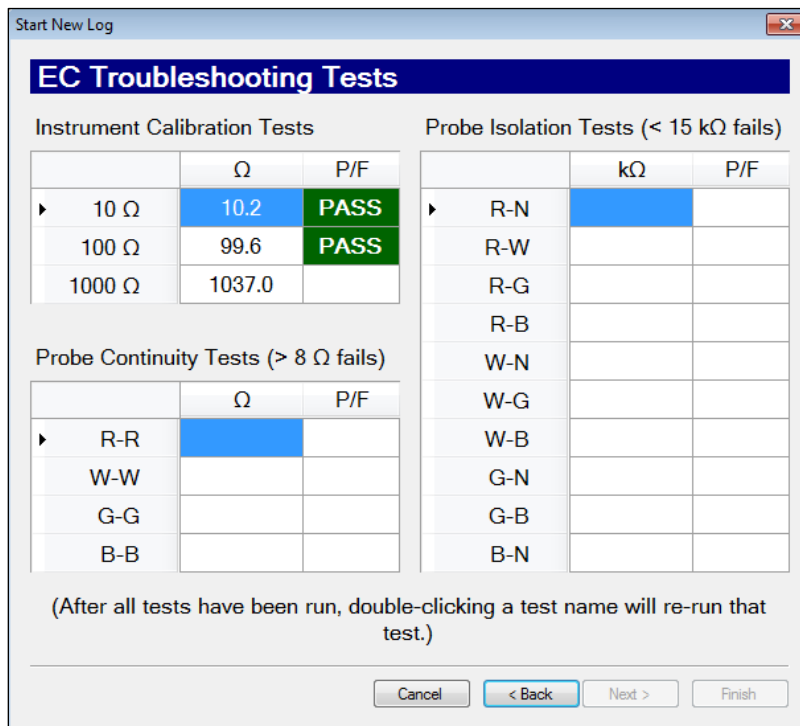 Start New Log
EC Troubleshooting Tests
Instrument Calibration Tests
Ω P/F
10 Ω 10.2 PASS
100 Ω 99.6 PASS
1000 Ω 1037.0
Probe Continuity Tests (> 8 Ω fails)
Ω P/F
R-R
W-W
G-G
B-B
Probe Isolation Tests (< 15 kΩ fails)
kΩ P/F
R-N
R-W
R-G
R-B
W-N
W-G
W-B
G-N
G-B
B-N
(After all tests have been run, double-clicking a test name will re-run that
test.)
Cancel < Back Next > Finish